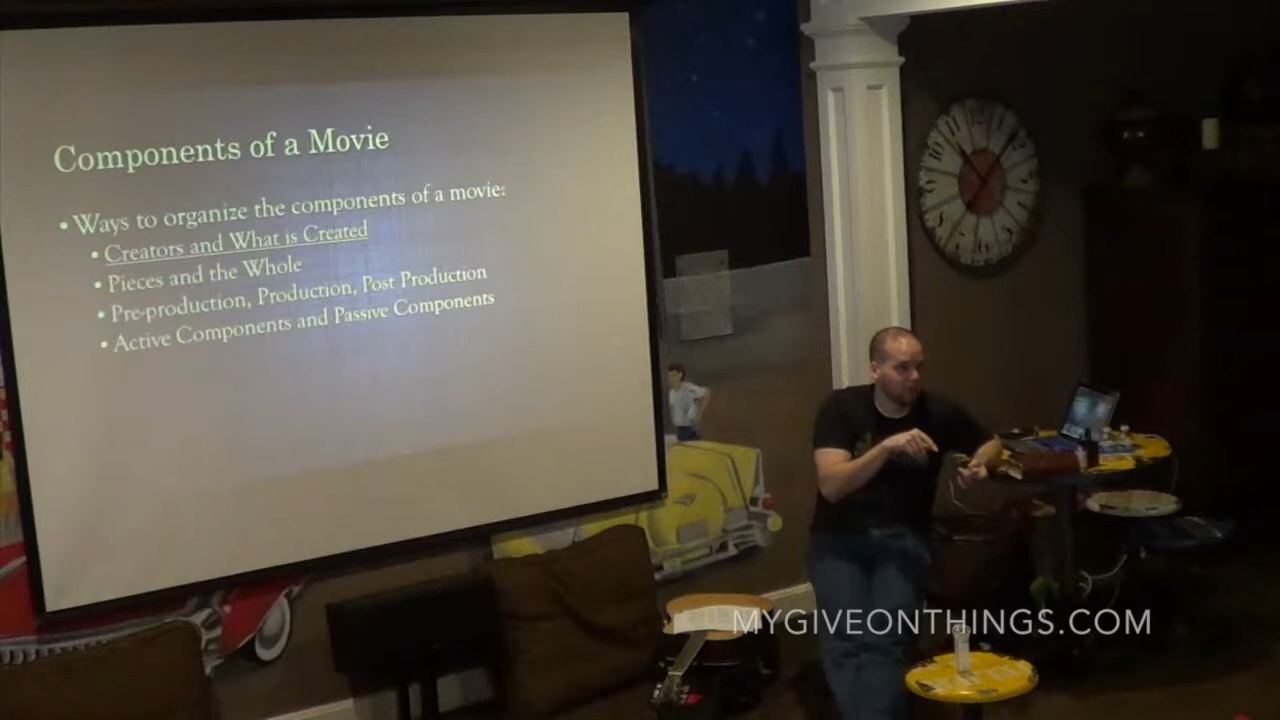 Components of a Movie
• Ways to organize the components of a movie:
• Creators and What is Created
• Pieces and the Whole
• Pre-production, Production, Post Production
• Active Components and Passive Components
MYGIVEONTHINGS.COM